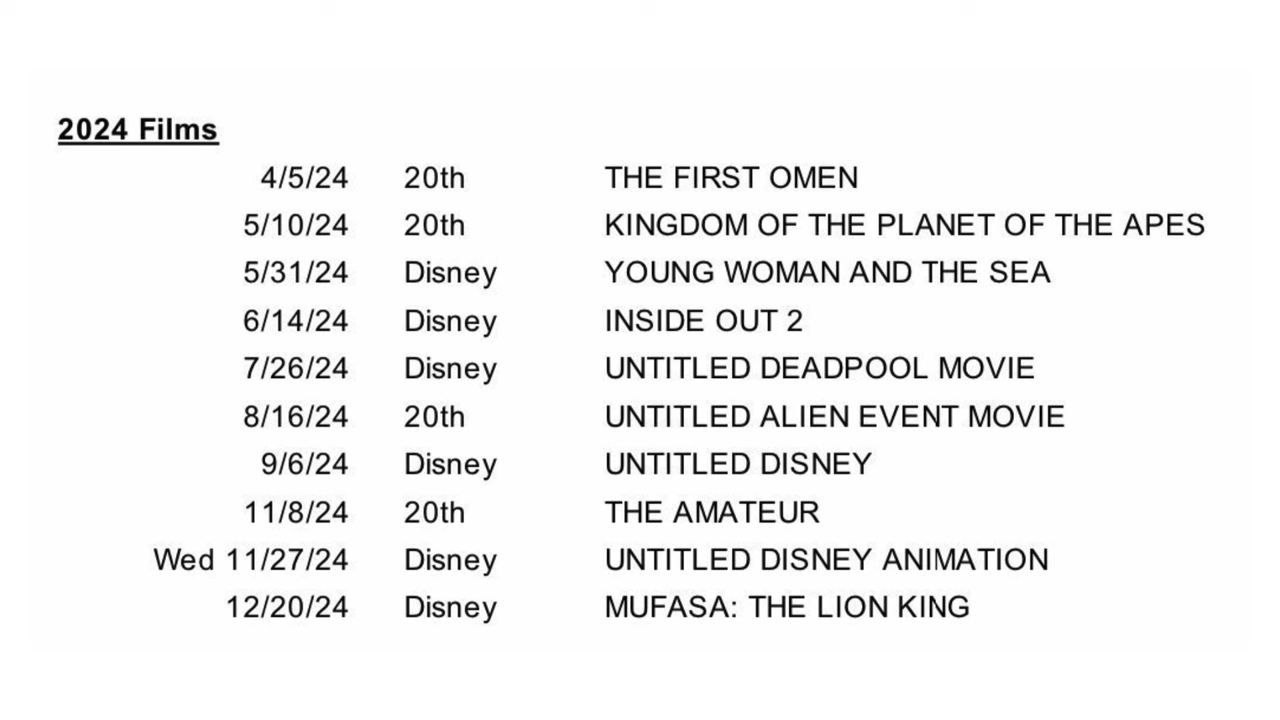 2024 Films
4/5/24 20th THE FIRST OMEN
5/10/24 20th KINGDOM OF THE PLANET OF THE APES
5/31/24 Disney YOUNG WOMAN AND THE SEA
6/14/24 Disney INSIDE OUT 2
7/26/24 Disney UNTITLED DEADPOOL MOVIE
8/16/24 20th UNTITLED ALIEN EVENT MOVIE
9/6/24 Disney UNTITLED DISNEY
11/8/24 20th THE AMATEUR
Wed 11/27/24 Disney UNTITLED DISNEY ANIMATION
12/20/24 Disney MUFASA: THE LION KING